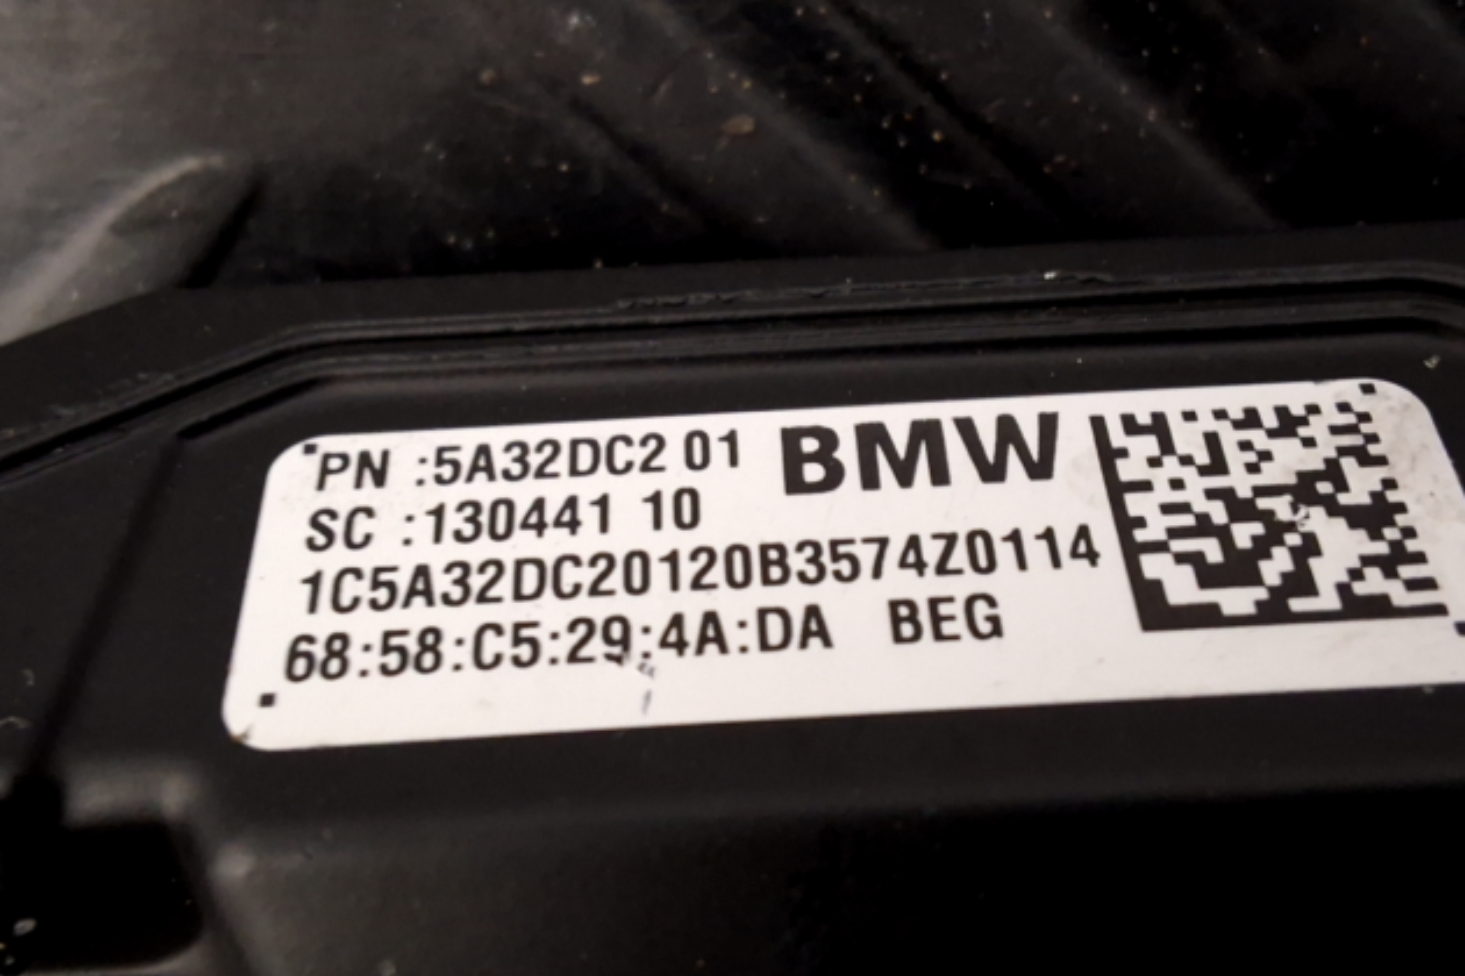 PN :5A32DC2 01 BMW
SC :130441 10
1C5A32DC20120B3574Z0114
68:58:C5:29:4A:DA BEG